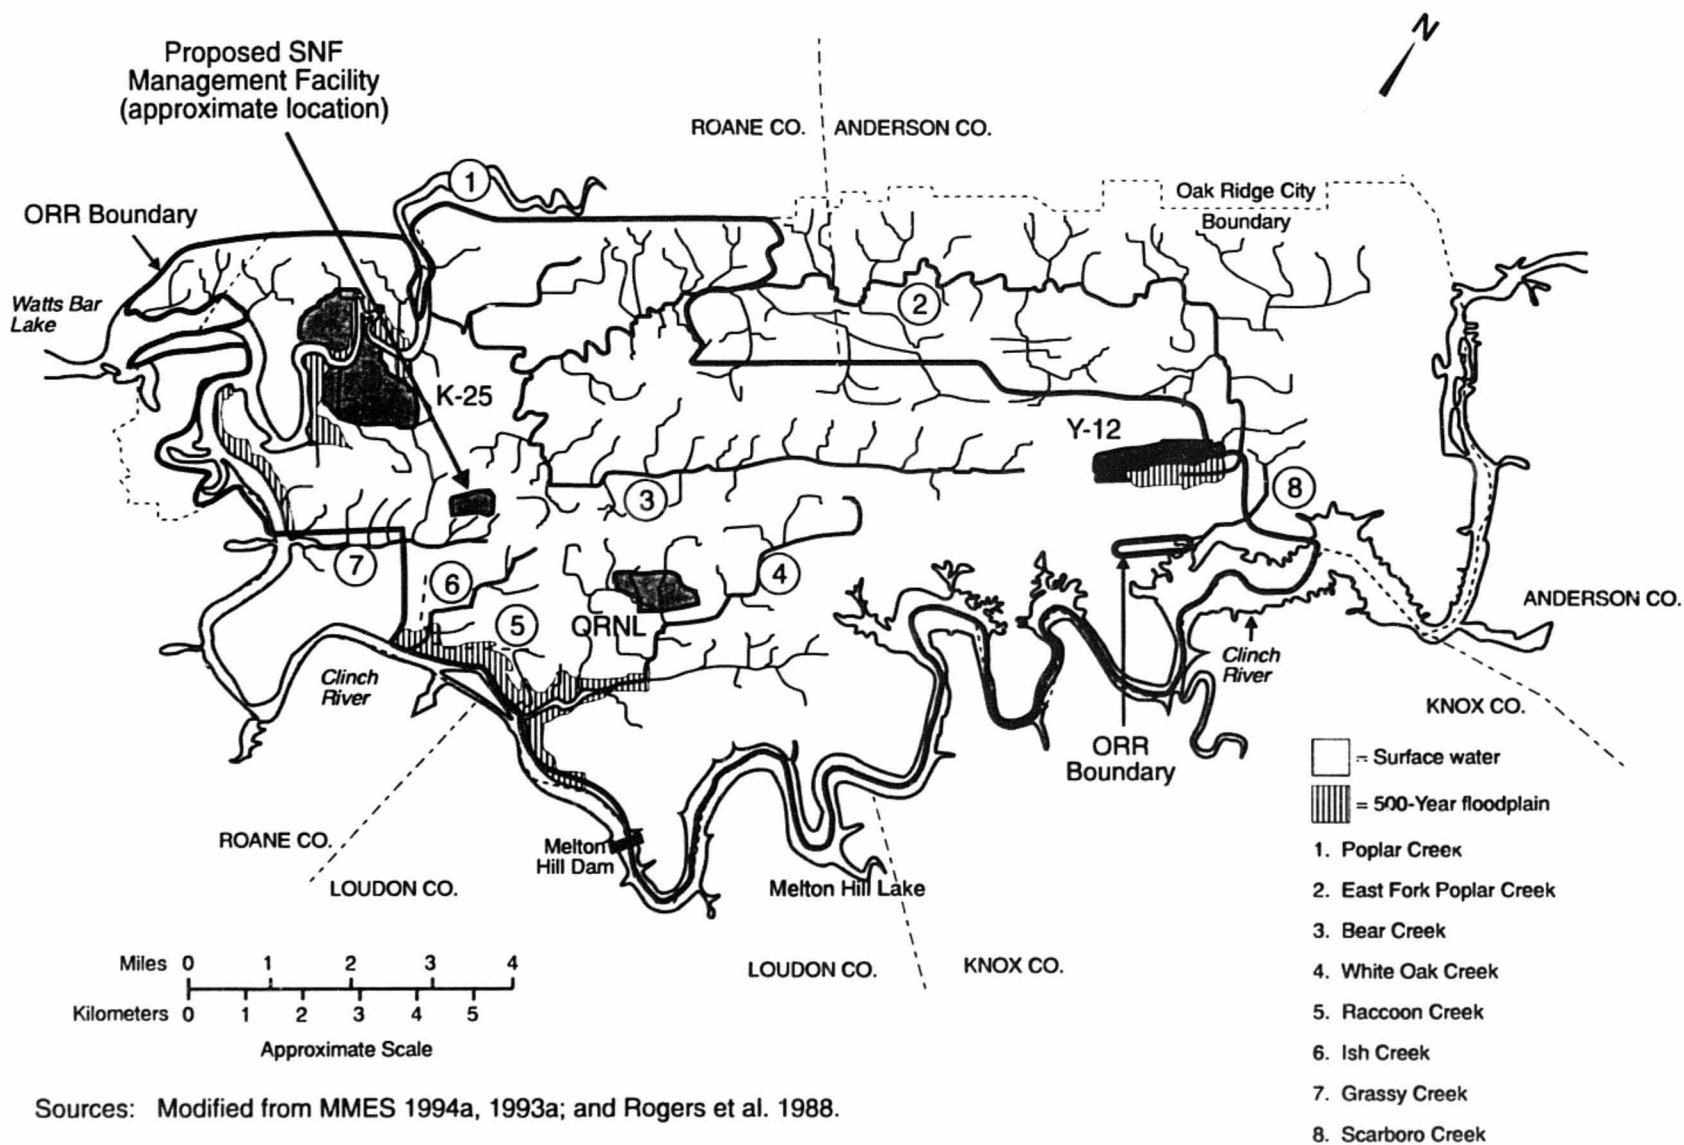 N
Proposed SNF
Management Facility
(approximate location)
ROANE CO.
ANDERSON CO.
1
Oak Ridge City
Boundary
ORR Boundary
Watts Bar
Lake
2
K-25
Y-12
3
8
7
6
4
5
ORNL
ANDERSON CO.
Clinch
River
Clinch
River
KNOX CO.
ORR
Boundary
= Surface water
= 500-Year floodplain
ROANE CO.
LOUDON CO.
Melton
Hill Dam
Melton Hill Lake
LOUDON CO.
KNOX CO.
1. Poplar Creek
2. East Fork Poplar Creek
3. Bear Creek
4. White Oak Creek
5. Raccoon Creek
6. Ish Creek
7. Grassy Creek
8. Scarboro Creek
Miles 0 1 2 3 4
Kilometers 0 1 2 3 4 5
Approximate Scale
Sources: Modified from MMES 1994a, 1993a; and Rogers et al. 1988.